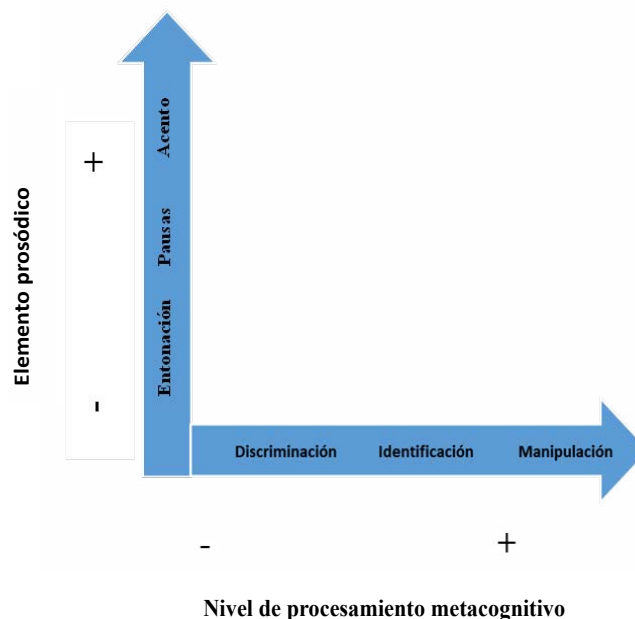 Elemento prosódico
+
-
Acento
Pausas
Entonación
Discriminación Identificación Manipulación
- +
Nivel de procesamiento metacognitivo